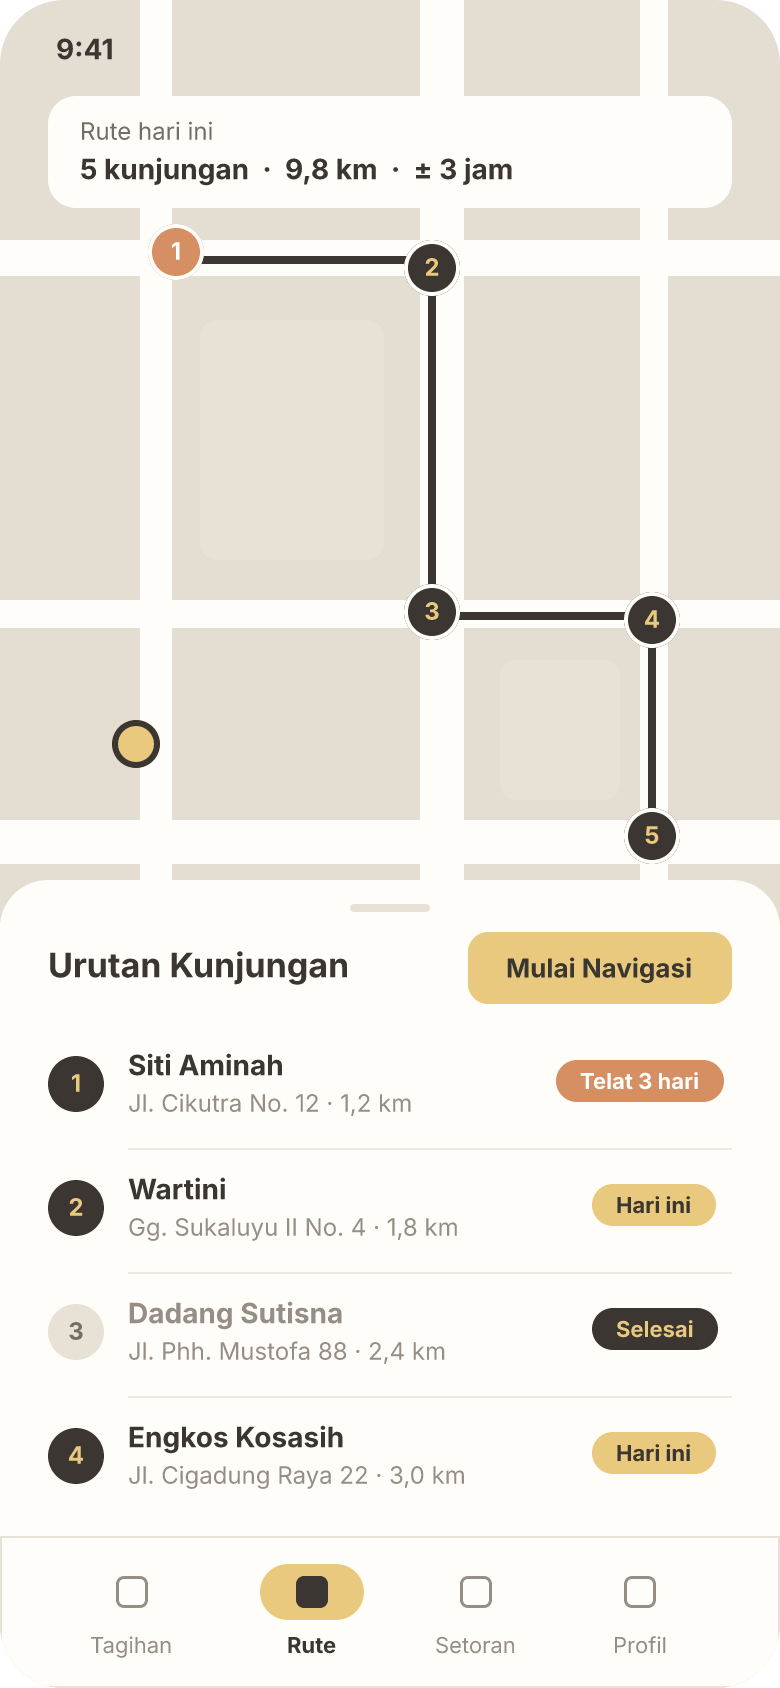 9:41
Rute hari ini
5 kunjungan · 9,8 km · ± 3 jam
1
2
3
4
5
Urutan Kunjungan
Mulai Navigasi
1
Siti Aminah
Telat 3 hari
Jl. Cikutra No. 12 · 1,2 km
2
Wartini
Hari ini
Gg. Sukaluyu II No. 4 · 1,8 km
3
Dadang Sutisna
Selesai
Jl. Phh. Mustofa 88 · 2,4 km
4
Engkos Kosasih
Hari ini
Jl. Cigadung Raya 22 · 3,0 km
Tagihan
Rute
Setoran
Profil